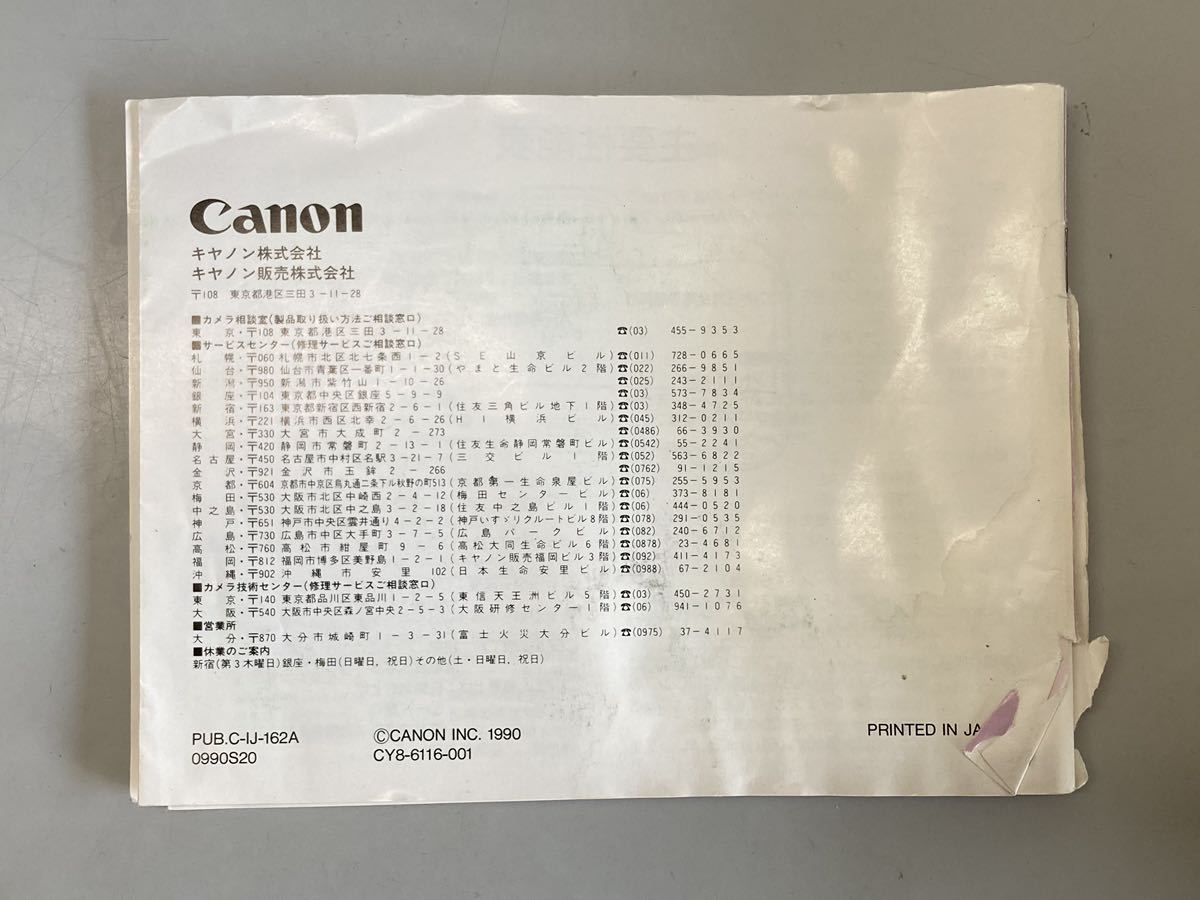 Canon
キヤノン株式会社
キヤノン販売株式会社
〒108 東京都港区三田3-11-28
■カメラ相談室(製品取り扱い方法ご相談窓口)
東京・〒108 東京都港区三田3-11-28 ☎(03) 455-9353
■サービスセンター(修理サービスご相談窓口)
札幌・〒060 札幌市北区北七条西1-2(SE山京ビル)☎(011) 728-0665
仙台・〒980 仙台市青葉区一番町1-1-30(やまと生命ビル2階)☎(022) 266-9851
新潟・〒950 新潟市紫竹山1-10-26 ☎(025) 243-2111
銀座・〒104 東京都中央区銀座5-9-9 ☎(03) 573-7834
新宿・〒163 東京都新宿区西新宿2-6-1(住友三角ビル地下1階)☎(03) 348-4725
横浜・〒221 横浜市西区北幸2-6-26(HI横浜ビル)☎(045) 312-0211
大宮・〒330 大宮市大成町2-273 ☎(0486) 66-3930
静岡・〒420 静岡市常磐町2-13-1(住友生命静岡常磐町ビル)☎(0542) 55-2241
名古屋・〒450 名古屋市中村区名駅3-21-7(三交ビル1階)☎(052) 563-6822
金沢・〒921 金沢市玉鉾2-266 ☎(0762) 91-1215
京都・〒604 京都市中京区烏丸通二条下ル秋野の町513(京都第一生命泉屋ビル)☎(075) 255-5953
梅田・〒530 大阪市北区中崎西2-4-12(梅田センタービル)☎(06) 373-8181
中之島・〒530 大阪市北区中之島3-2-18(住友中之島ビル1階)☎(06) 444-0520
神戸・〒651 神戸市中央区雲井通り4-2-2(神戸いすゞリクルートビル8階)☎(078) 291-0535
広島・〒730 広島市中区大手町3-7-5(広島パークビル)☎(082) 240-6712
高松・〒760 高松市紺屋町9-6(高松大同生命ビル6階)☎(0878) 23-4681
福岡・〒812 福岡市博多区美野島1-2-1(キヤノン販売福岡ビル3階)☎(092) 411-4173
沖縄・〒902 沖縄市安里102(日本生命安里ビル)☎(0988) 67-2104
■カメラ技術センター(修理サービスご相談窓口)
東京・〒140 東京都品川区東品川1-2-5(東信天王洲ビル5階)☎(03) 450-2731
大阪・〒540 大阪市中央区森ノ宮中央2-5-3(大阪研修センター1階)☎(06) 941-1076
■営業所
大分・〒870 大分市城崎町1-3-31(富士火災大分ビル)☎(0975) 37-4117
■休業のご案内
新宿(第3木曜日)銀座・梅田(日曜日, 祝日)その他(土・日曜日, 祝日)
PUB.C-IJ-162A ©CANON INC. 1990 PRINTED IN JA
0990S20 CY8-6116-001